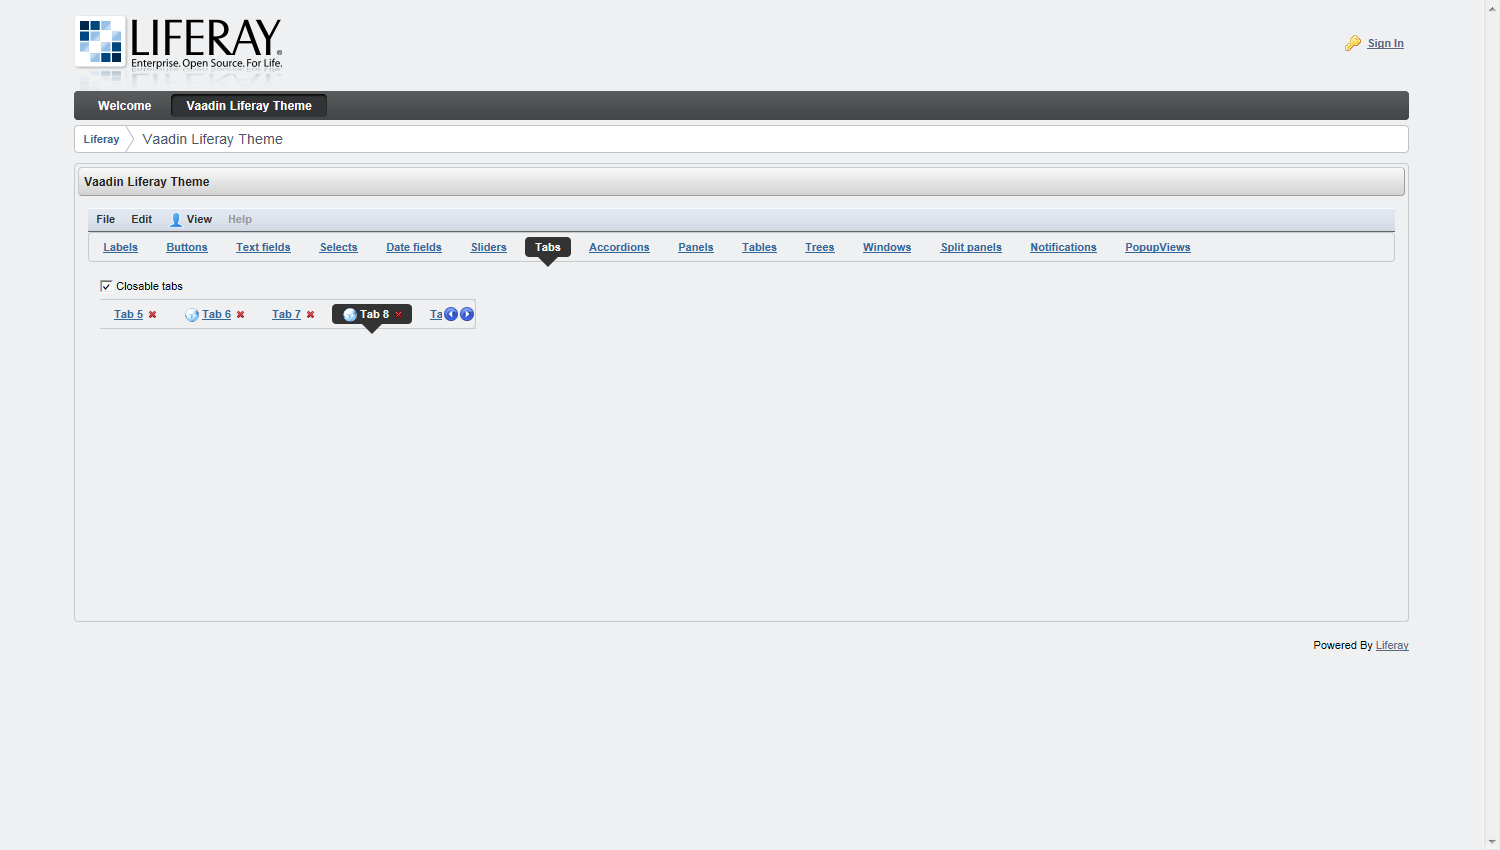 LIFERAY®
Enterprise. Open Source. For Life.
Sign In
Welcome Vaadin Liferay Theme
Liferay Vaadin Liferay Theme
Vaadin Liferay Theme
File Edit View Help
Labels Buttons Text fields Selects Date fields Sliders Tabs Accordions Panels Tables Trees Windows Split panels Notifications PopupViews
Closable tabs
Tab 5 Tab 6 Tab 7 Tab 8 Ta
Powered By Liferay